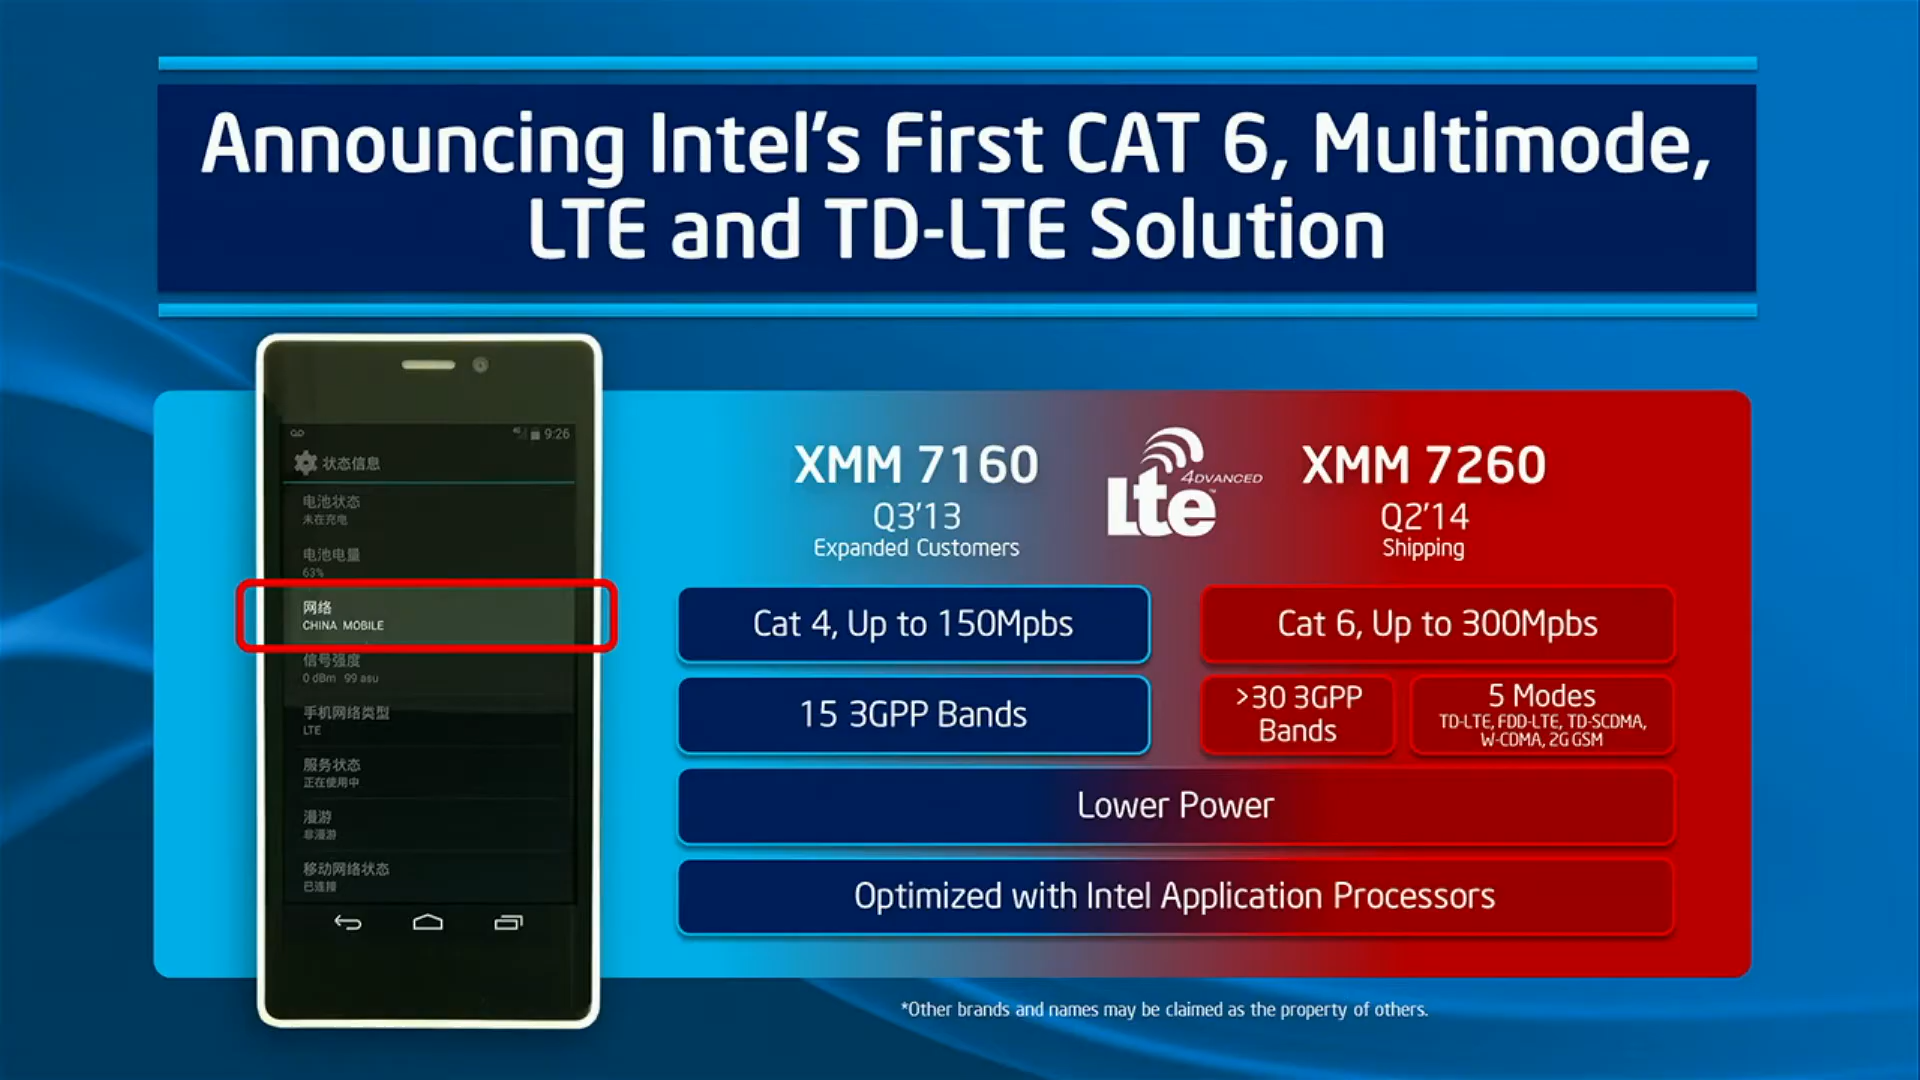 Announcing Intel's First CAT 6, Multimode,
LTE and TD-LTE Solution
9:26
状态信息
电池状态
未在充电
电池电量
63%
网络
CHINA MOBILE
信号强度
0 dBm 99 asu
手机网络类型
LTE
服务状态
正在使用中
漫游
非漫游
移动网络状态
已连接
XMM 7160
Q3'13
Expanded Customers
Lte
4DVANCED
XMM 7260
Q2'14
Shipping
Cat 4, Up to 150Mpbs
Cat 6, Up to 300Mpbs
15 3GPP Bands
>30 3GPP
Bands
5 Modes
TD-LTE, FDD-LTE, TD-SCDMA,
W-CDMA, 2G GSM
Lower Power
Optimized with Intel Application Processors
*Other brands and names may be claimed as the property of others.